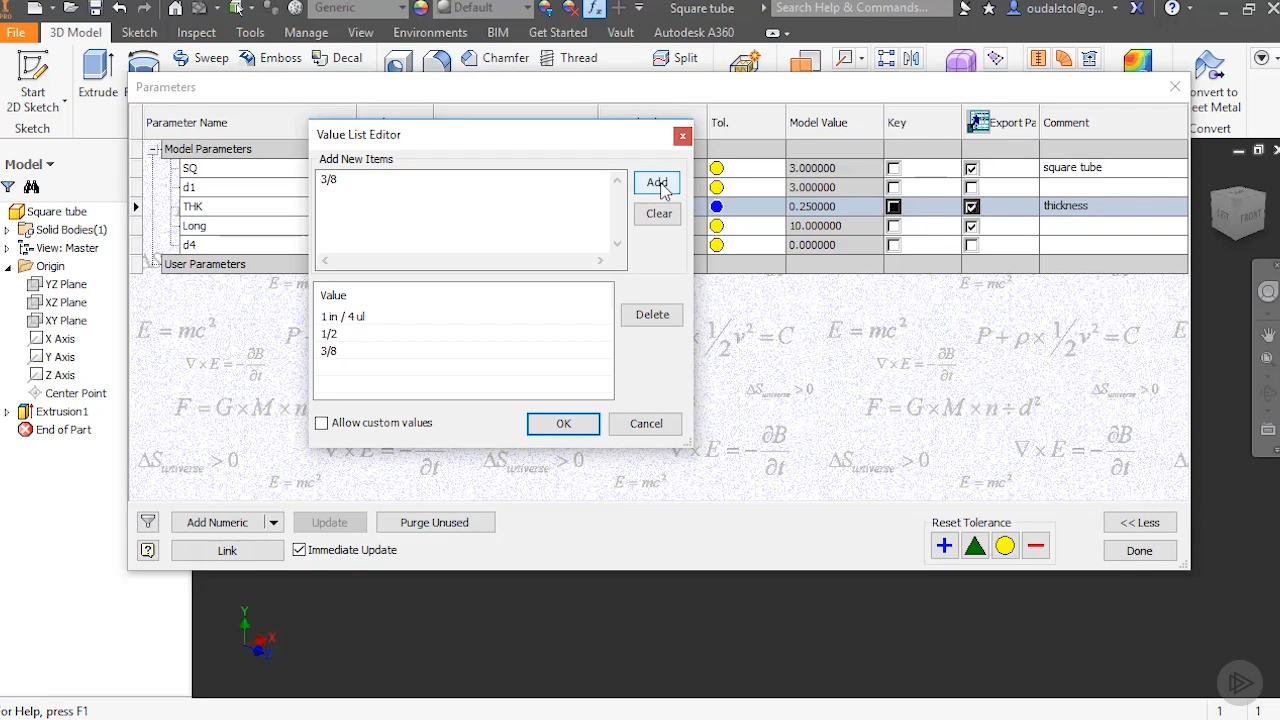 PRO
Generic
Default
Square tube
Search Help & Commands...
oudalstol@g...
File
3D Model
Sketch
Inspect
Tools
Manage
View
Environments
BIM
Get Started
Vault
Autodesk A360
Start
2D Sketch
Sketch
Extrude
Sweep
Emboss
Decal
Chamfer
Thread
Split
Convert to
Sheet Metal
Convert
Parameters
Parameter Name
Tol.
Model Value
Key
Export Pa
Comment
Model Parameters
SQ
3.000000
square tube
d1
3.000000
THK
0.250000
thickness
Long
10.000000
d4
0.000000
User Parameters
Value List Editor
Add New Items
3/8
Add
Clear
Value
1 in / 4 ul
1/2
3/8
Delete
Allow custom values
OK
Cancel
Add Numeric
Update
Purge Unused
Link
Immediate Update
Reset Tolerance
<< Less
Done
Model
Square tube
Solid Bodies(1)
View: Master
Origin
YZ Plane
XZ Plane
XY Plane
X Axis
Y Axis
Z Axis
Center Point
Extrusion1
End of Part
FRONT
Y
X
Z
For Help, press F1
1
1